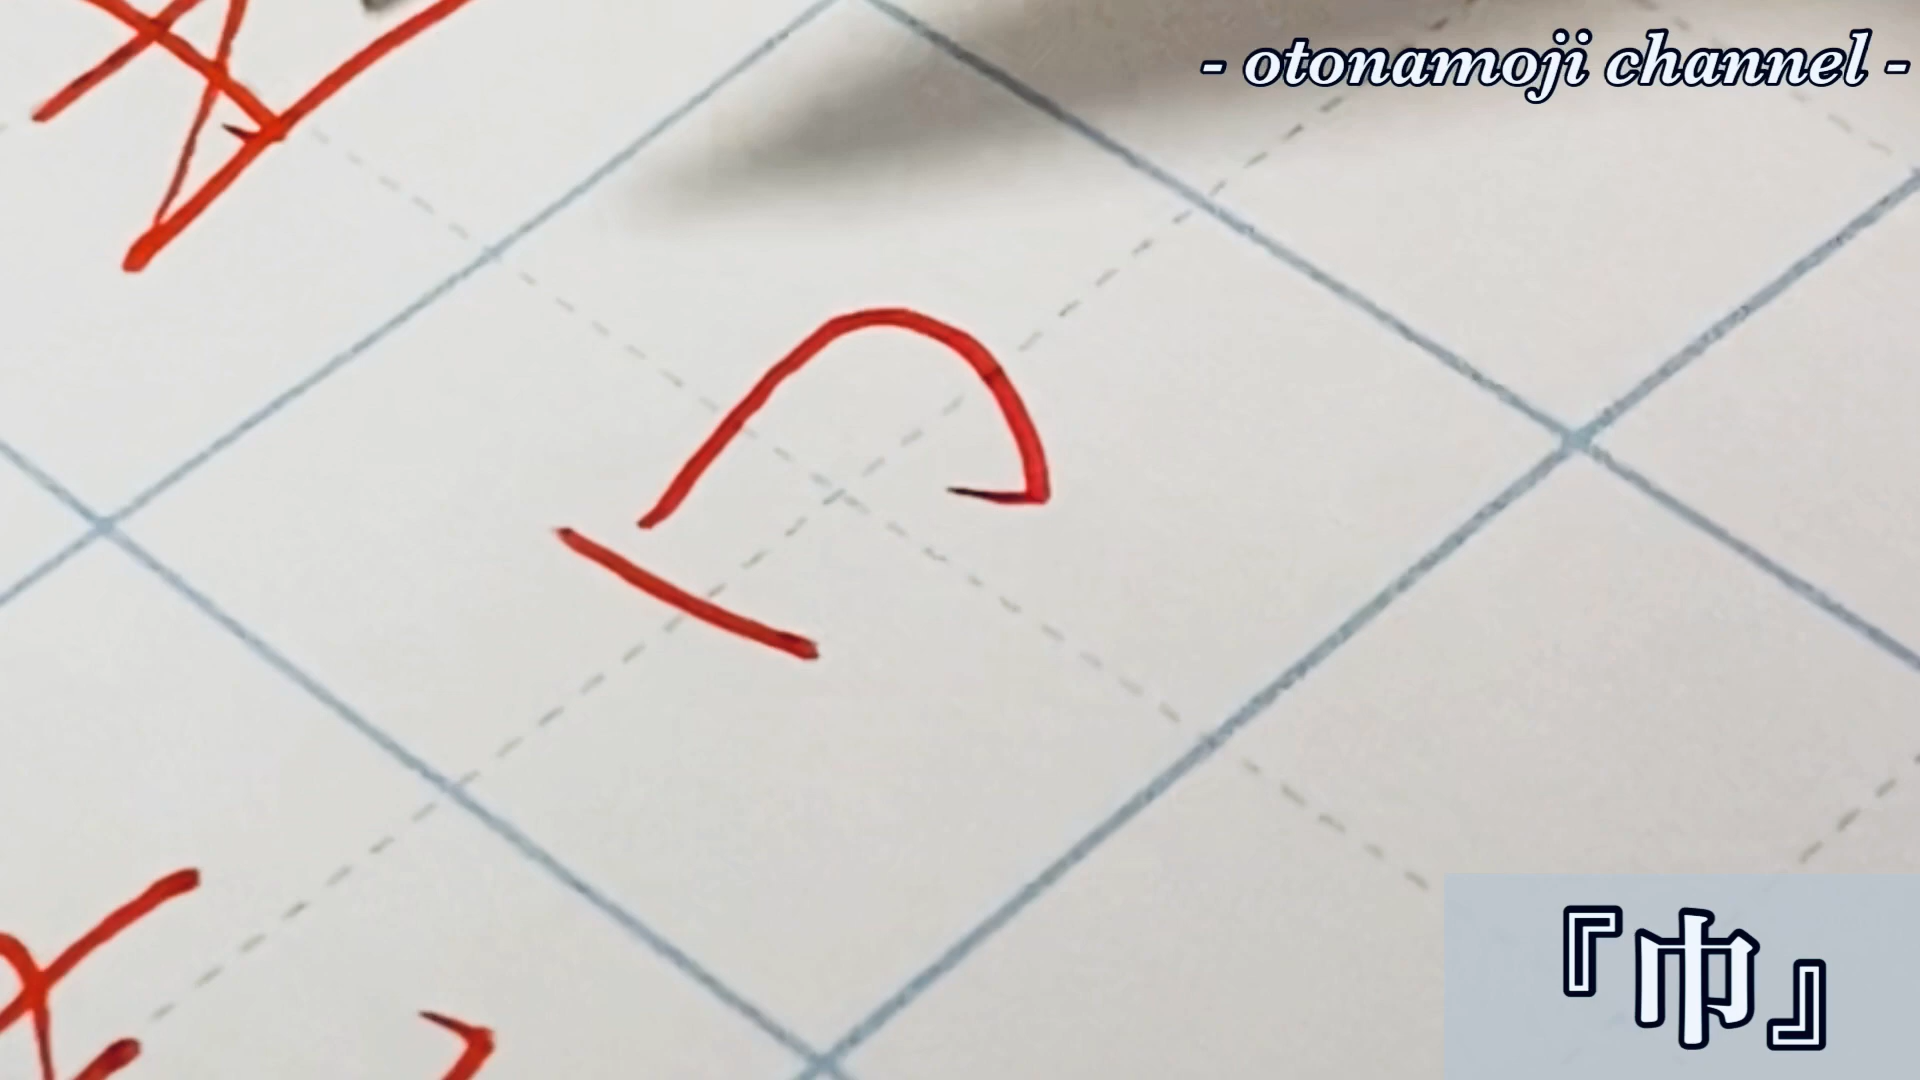 - otonamoji channel -
『巾』